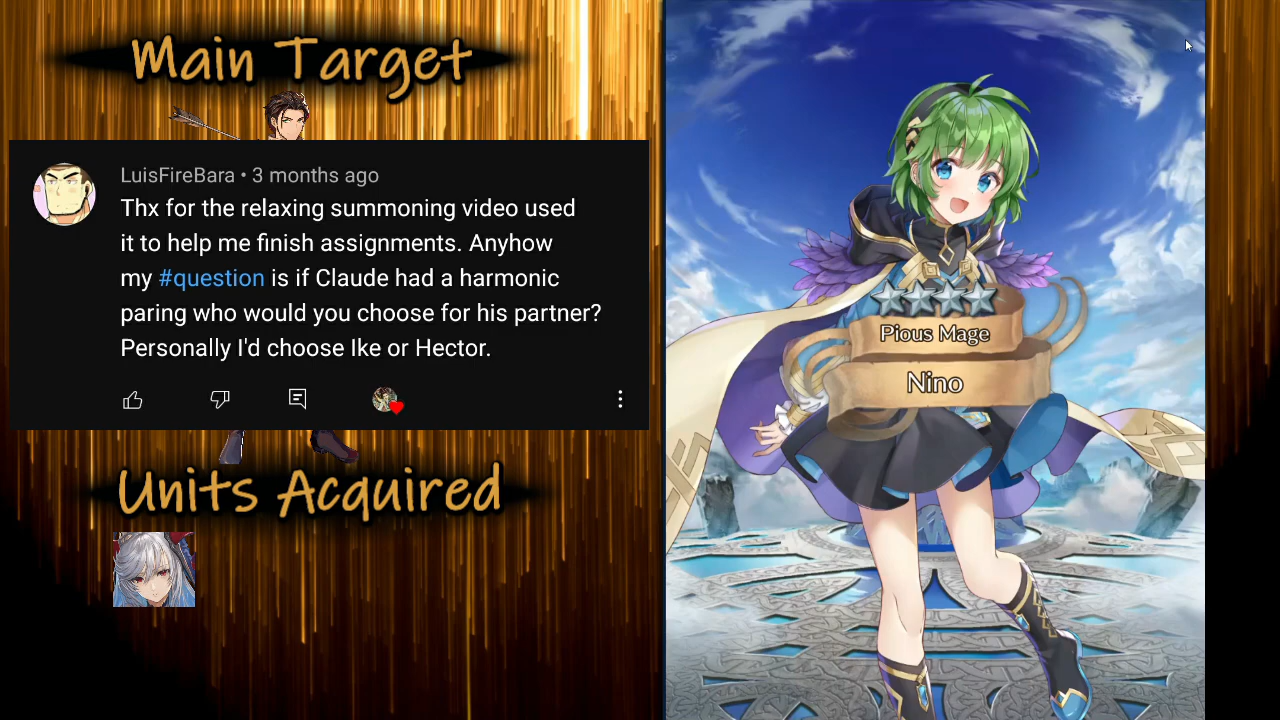 Main Target
LuisFireBara • 3 months ago
Thx for the relaxing summoning video used
it to help me finish assignments. Anyhow
my #question is if Claude had a harmonic
paring who would you choose for his partner?
Personally I'd choose Ike or Hector.
Units Acquired
Pious Mage
Nino